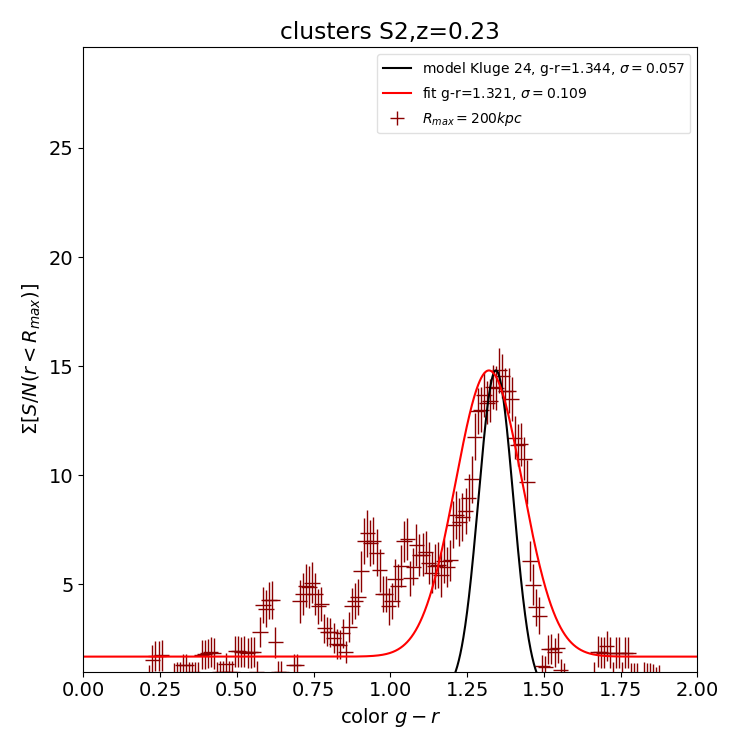 clusters S2,z=0.23
model Kluge 24, g-r=1.344, σ = 0.057
fit g-r=1.321, σ = 0.109
R_max = 200kpc
Σ[S/N(r < R_max)]
25
20
15
10
5
0.00 0.25 0.50 0.75 1.00 1.25 1.50 1.75 2.00
color g − r